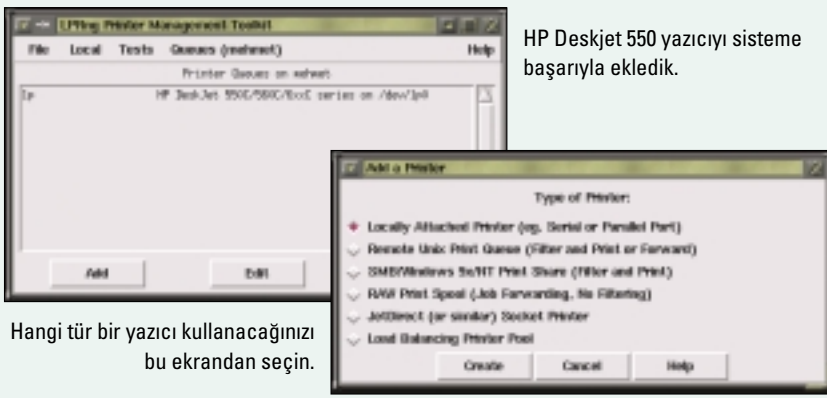 LPRng Printer Management Toolkit
File Local Tests Queues (mehmet) Help
Printer Queues on mehmet
lp HP DeskJet 550C/560C/6xxC series on /dev/lp0
Add Edit
HP Deskjet 550 yazıcıyı sisteme
başarıyla ekledik.
Add a Printer
Type of Printer:
Locally Attached Printer (eg. Serial or Parallel Port)
Remote Unix Print Queue (Filter and Print or Forward)
SMB/Windows 9x/NT Print Share (Filter and Print)
RAW Print Spool (Job Forwarding, No Filtering)
JetDirect (or similar) Socket Printer
Load Balancing Printer Pool
Create Cancel Help
Hangi tür bir yazıcı kullanacağınızı
bu ekrandan seçin.